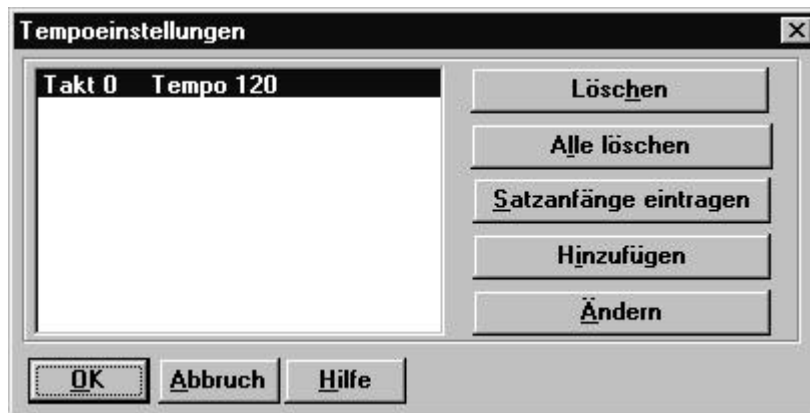 Tempoeinstellungen
Takt 0 Tempo 120
Löschen
Alle löschen
Satzanfänge eintragen
Hinzufügen
Ändern
OK Abbruch Hilfe